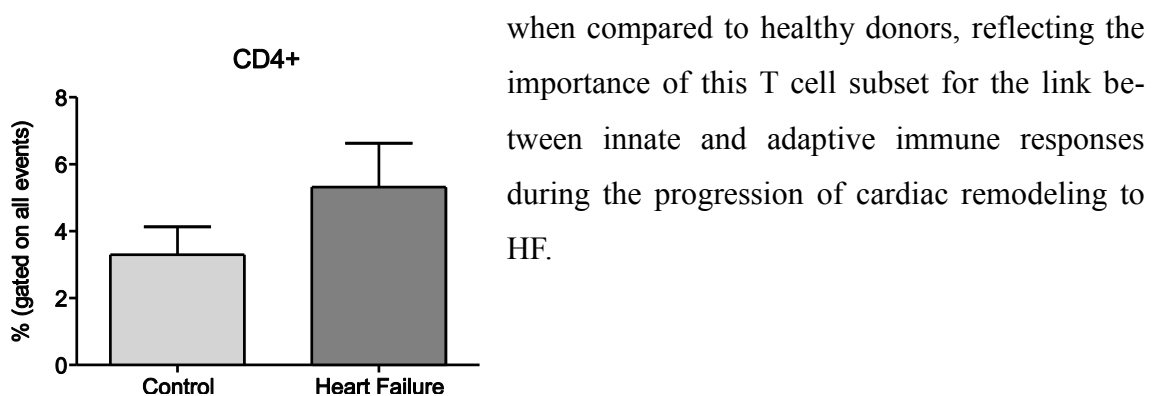 CD4+
8
6
4
2
0
% (gated on all events)
Control
Heart Failure
when compared to healthy donors, reflecting the
importance of this T cell subset for the link be-
tween innate and adaptive immune responses
during the progression of cardiac remodeling to
HF.